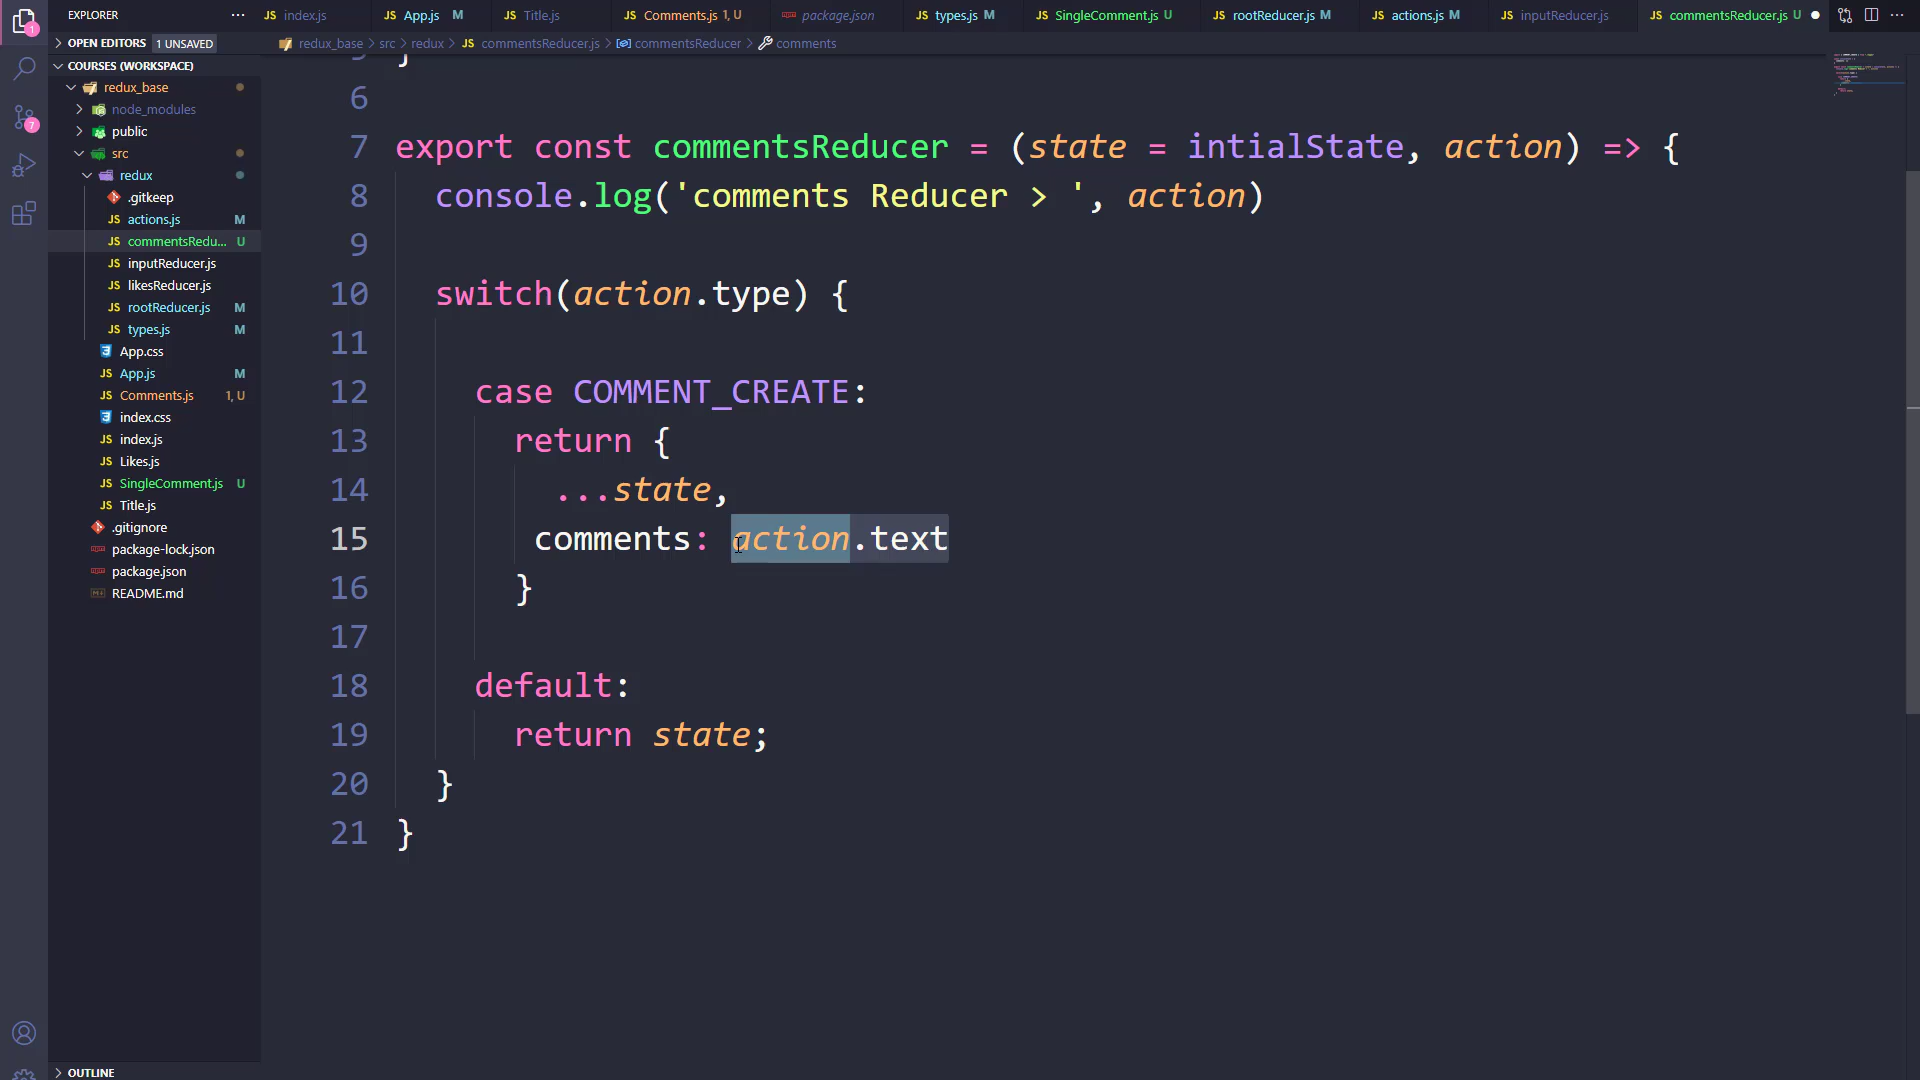 EXPLORER
index.js
App.js M
Title.js
Comments.js 1, U
package.json
types.js M
SingleComment.js U
rootReducer.js M
actions.js M
inputReducer.js
commentsReducer.js U
OPEN EDITORS 1 UNSAVED
redux_base > src > redux > JS commentsReducer.js > commentsReducer > comments
COURSES (WORKSPACE)
redux_base
node_modules
public
src
redux
.gitkeep
JS actions.js M
JS commentsRedu... U
JS inputReducer.js
JS likesReducer.js
JS rootReducer.js M
JS types.js M
App.css
JS App.js M
JS Comments.js 1, U
index.css
JS index.js
JS Likes.js
JS SingleComment.js U
JS Title.js
.gitignore
package-lock.json
package.json
README.md
OUTLINE
1
7
5 }
6
7 export const commentsReducer = (state = intialState, action) => {
8 console.log('comments Reducer > ', action)
9
10 switch(action.type) {
11
12 case COMMENT_CREATE:
13 return {
14 ...state,
15 comments: action.text
16 }
17
18 default:
19 return state;
20 }
21 }